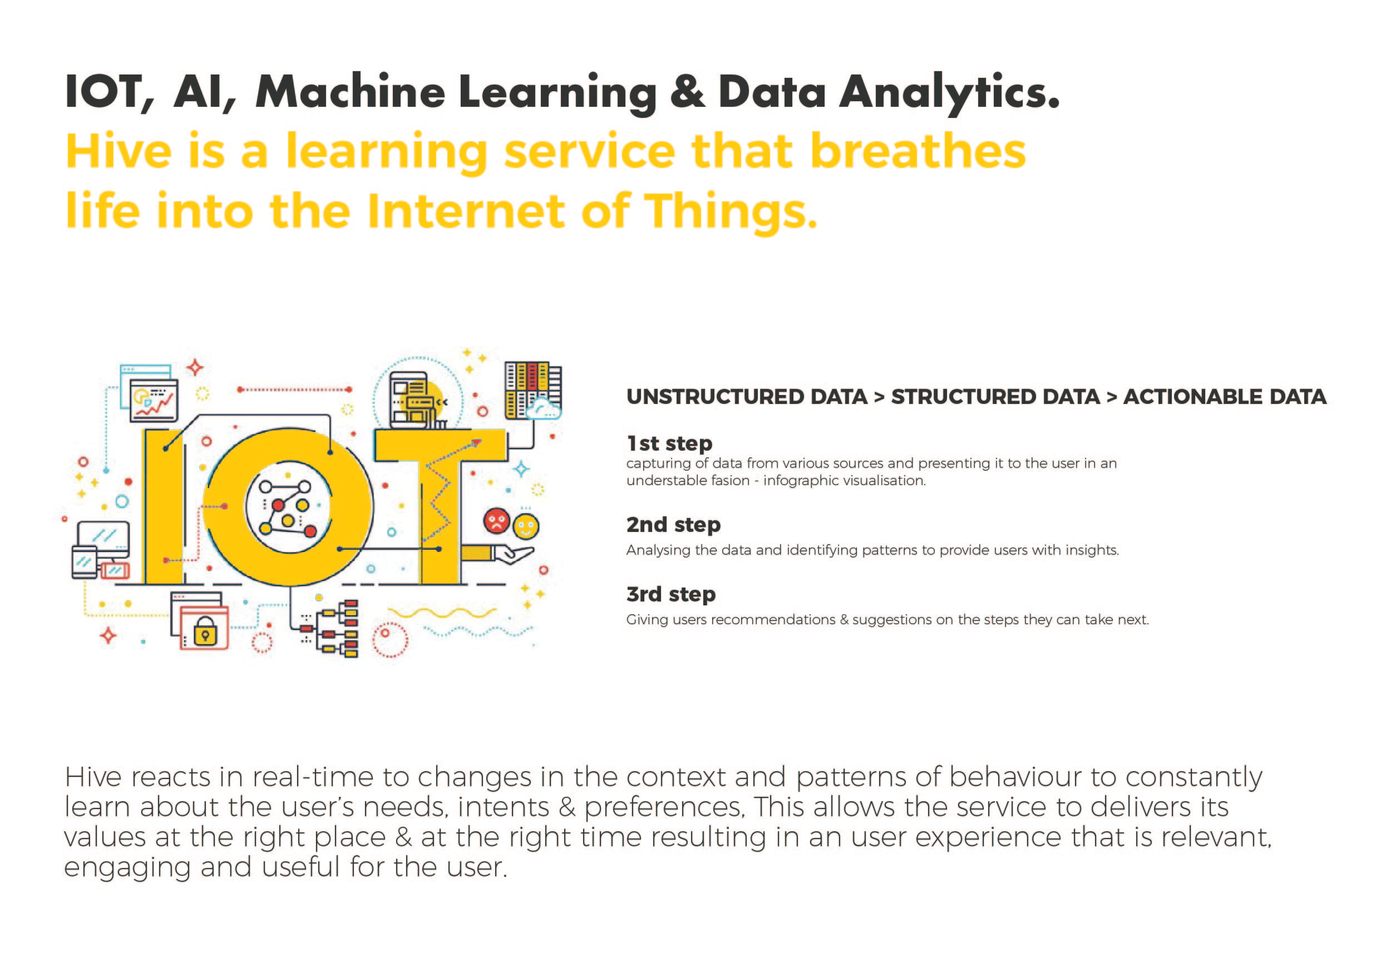 IOT, AI, Machine Learning & Data Analytics.
Hive is a learning service that breathes
life into the Internet of Things.
IOT
UNSTRUCTURED DATA > STRUCTURED DATA > ACTIONABLE DATA
1st step
capturing of data from various sources and presenting it to the user in an
understable fasion - infographic visualisation.
2nd step
Analysing the data and identifying patterns to provide users with insights.
3rd step
Giving users recommendations & suggestions on the steps they can take next.
Hive reacts in real-time to changes in the context and patterns of behaviour to constantly
learn about the user's needs, intents & preferences, This allows the service to delivers its
values at the right place & at the right time resulting in an user experience that is relevant,
engaging and useful for the user.